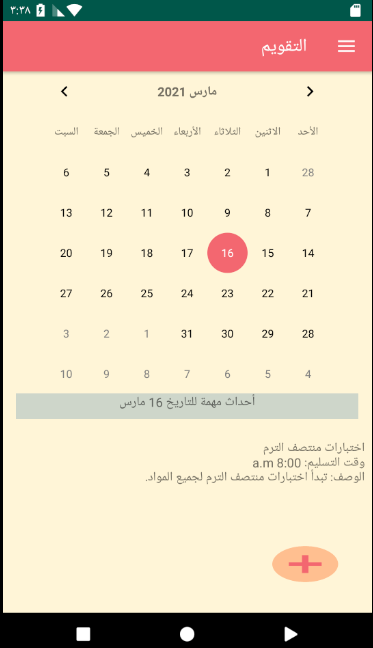 ٣:٣٨
التقويم
مارس 2021
الأحد الاثنين الثلاثاء الأربعاء الخميس الجمعة السبت
28 1 2 3 4 5 6
7 8 9 10 11 12 13
14 15 16 17 18 19 20
21 22 23 24 25 26 27
28 29 30 31 1 2 3
4 5 6 7 8 9 10
أحداث مهمة للتاريخ 16 مارس
اختبارات منتصف الترم
وقت التسليم: 8:00 a.m
الوصف: تبدأ اختبارات منتصف الترم لجميع المواد.